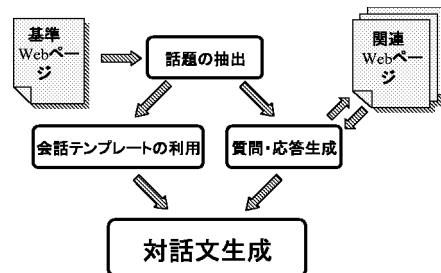 基準
Webペー
ジ
話題の抽出
関連
Webペー
ジ
会話テンプレートの利用
質問・応答生成
対話文生成